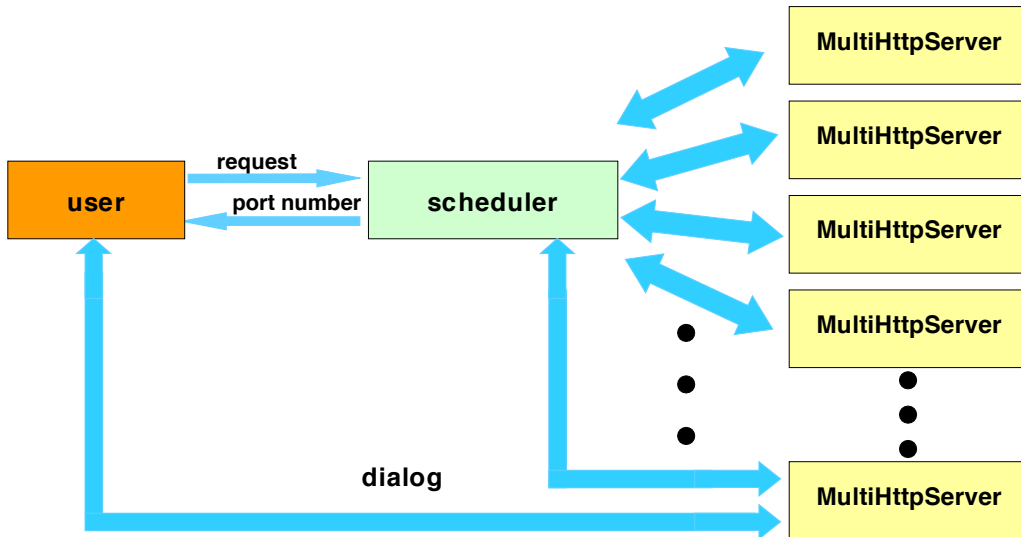 MultiHttpServer
MultiHttpServer
request
user
port number
scheduler
MultiHttpServer
MultiHttpServer
dialog
MultiHttpServer